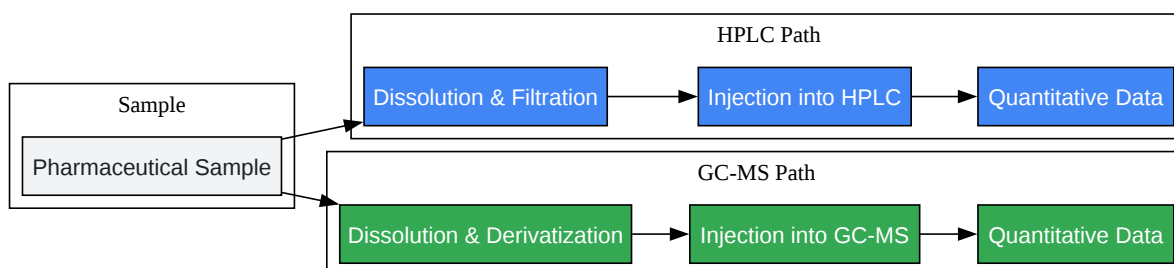 HPLC Path
Dissolution & Filtration
Injection into HPLC
Quantitative Data
Sample
Pharmaceutical Sample
GC-MS Path
Dissolution & Derivatization
Injection into GC-MS
Quantitative Data